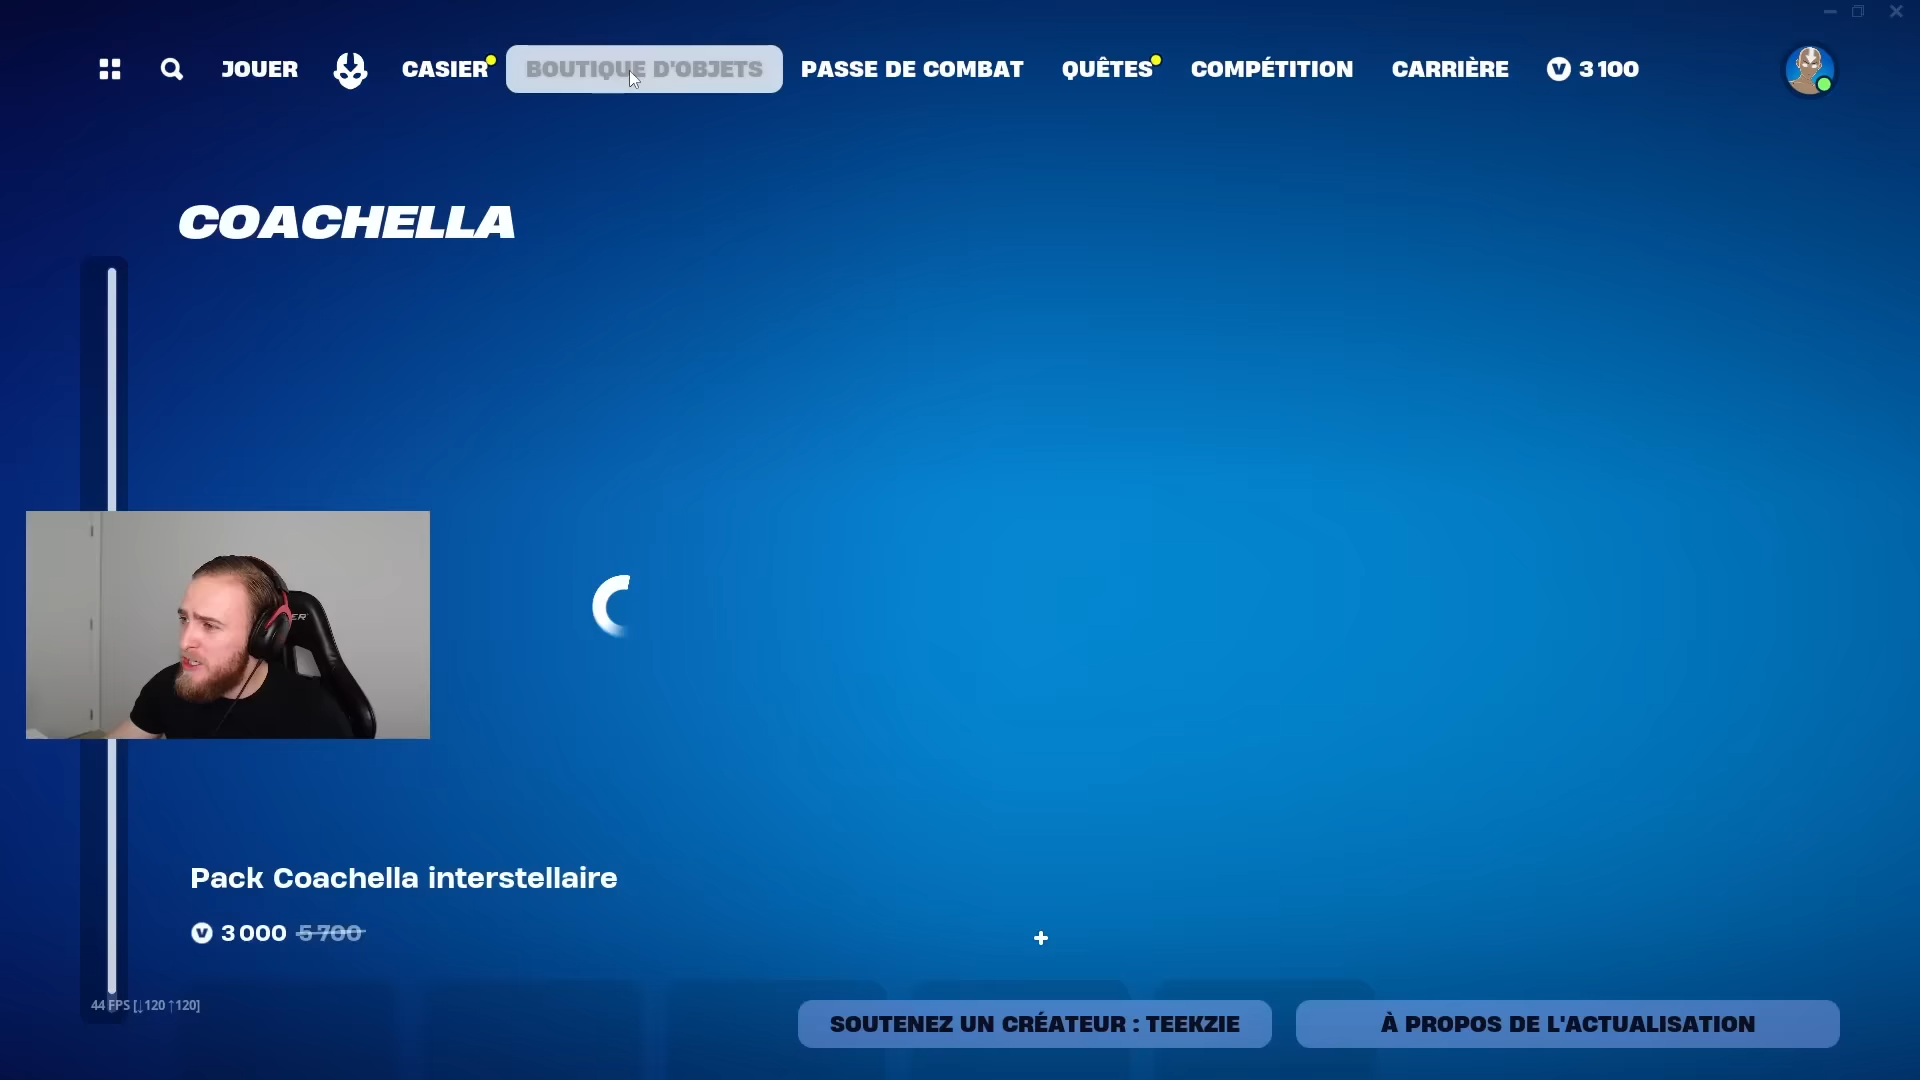 JOUER
CASIER
BOUTIQUE D'OBJETS
PASSE DE COMBAT
QUÊTES
COMPÉTITION
CARRIÈRE
3 100
COACHELLA
Pack Coachella interstellaire
3 000 5 700
44 FPS [↓120 ↑120]
SOUTENEZ UN CRÉATEUR : TEEKZIE
À PROPOS DE L'ACTUALISATION